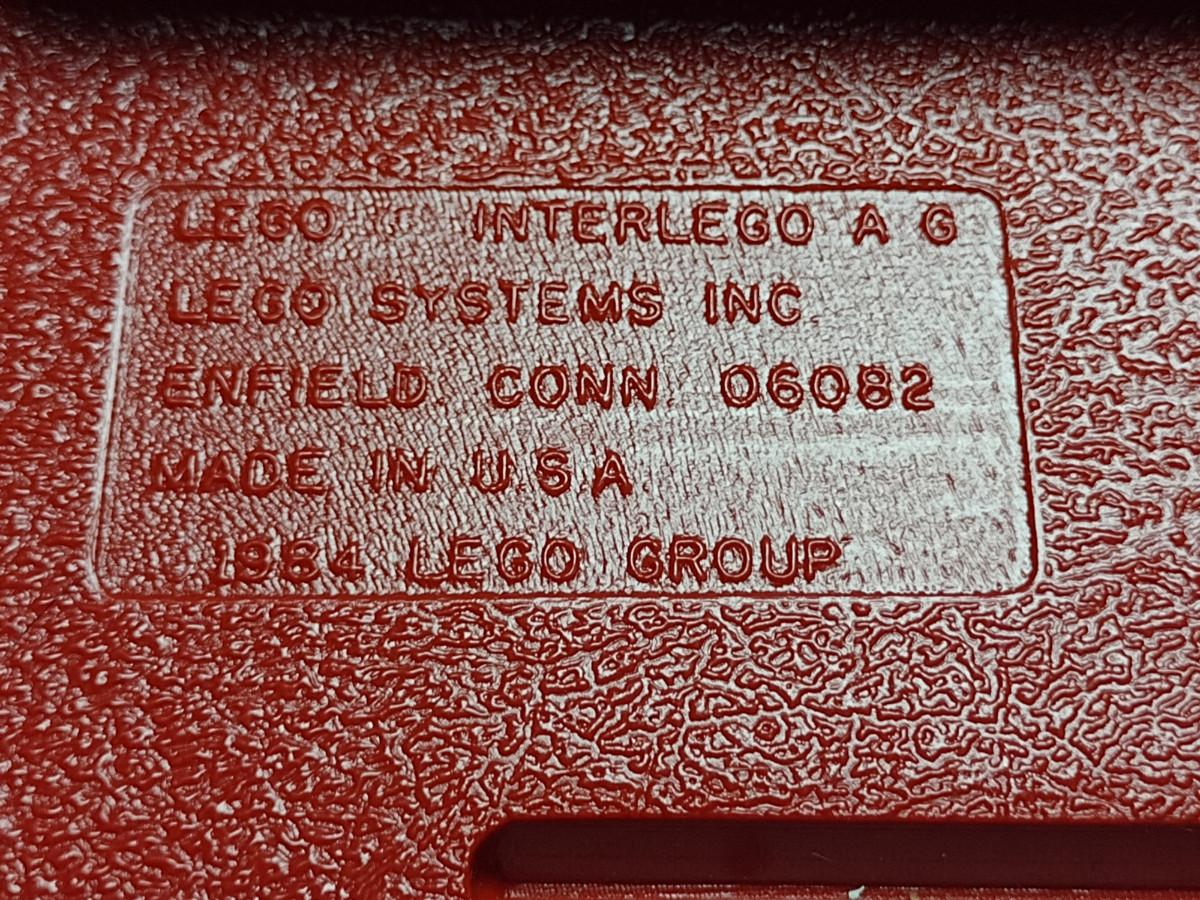 LEGO INTERLEGO A G
LEGO SYSTEMS INC
ENFIELD CONN 06082
MADE IN U S A
1984 LEGO GROUP